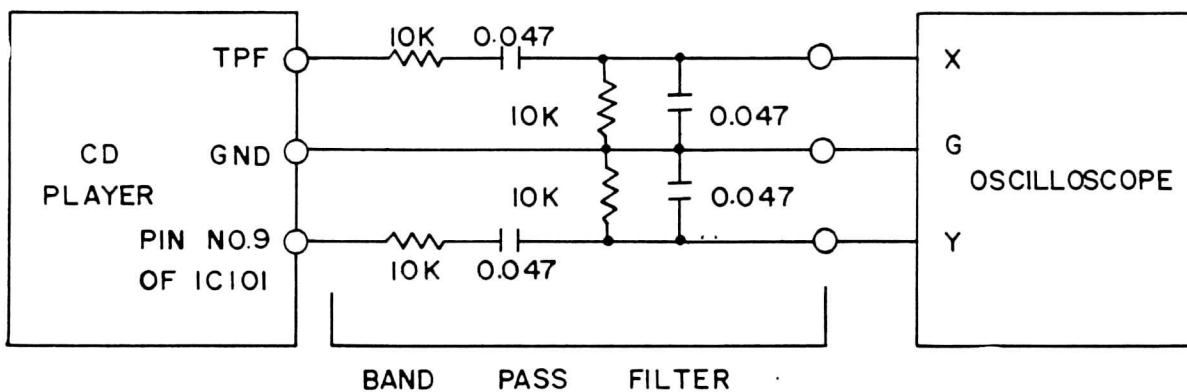 10K 0.047
TPF
X
10K 0.047
CD PLAYER
GND
G
OSCILLOSCOPE
10K 0.047
PIN NO.9 OF IC101
Y
10K 0.047
BAND PASS FILTER